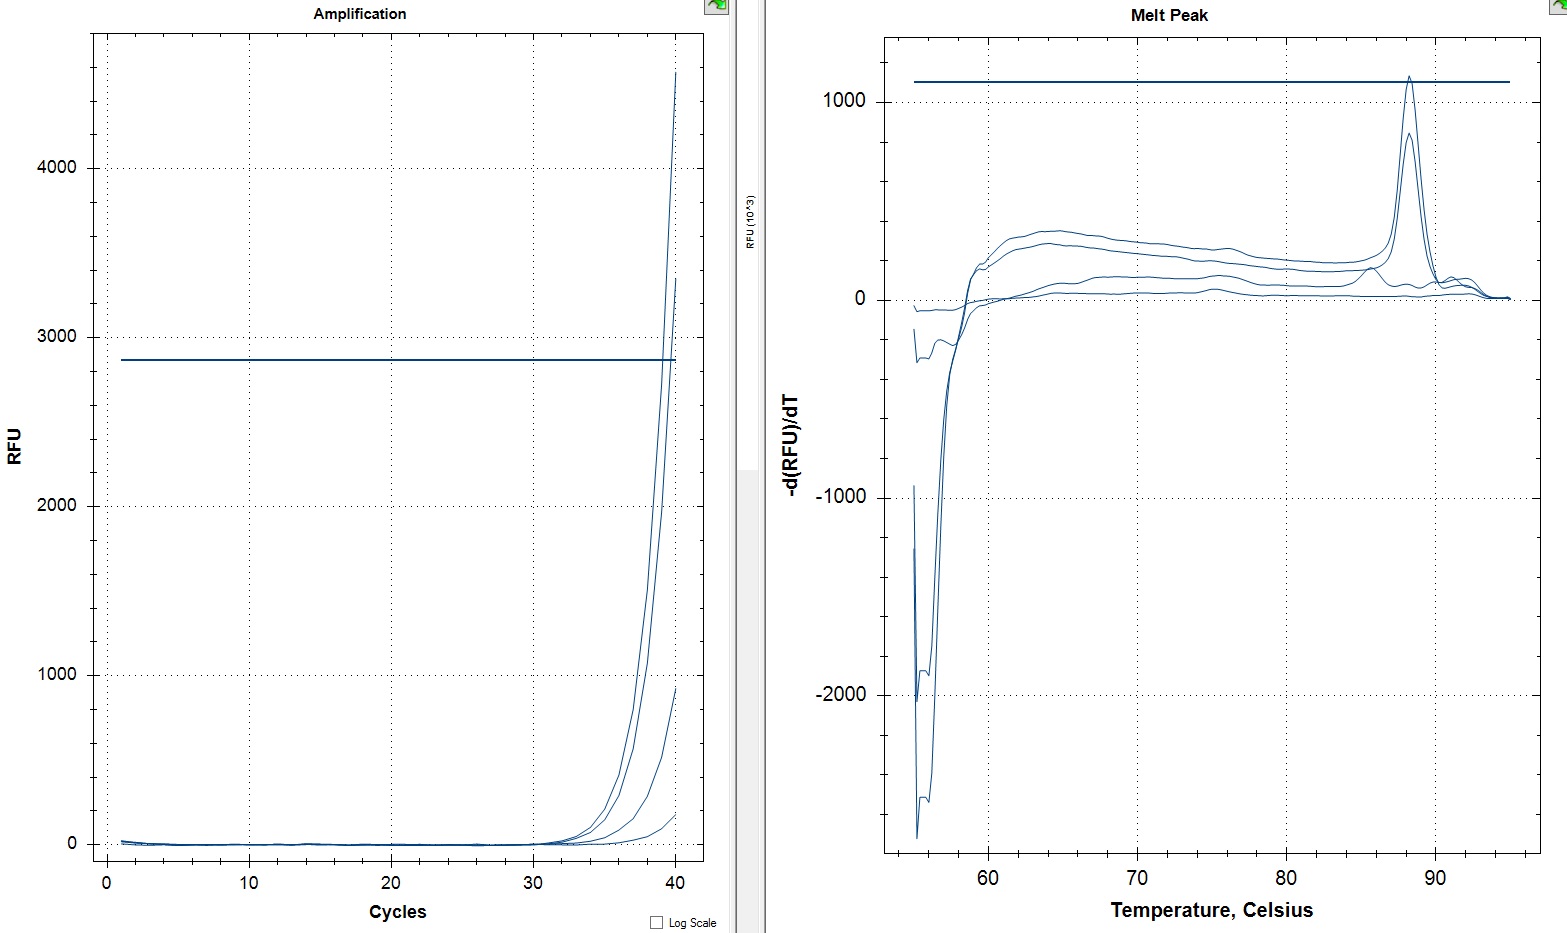 Amplification
4000
3000
2000
1000
0
RFU
0 10 20 30 40
Cycles
Log Scale
RFU (10^3)
Melt Peak
1000
0
-1000
-2000
-d(RFU)/dT
60 70 80 90
Temperature, Celsius